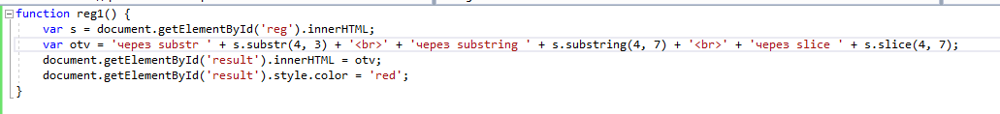 function reg1() {
var s = document.getElementById('reg').innerHTML;
var otv = 'через substr ' + s.substr(4, 3) + '<br>' + 'через substring ' + s.substring(4, 7) + '<br>' + 'через slice ' + s.slice(4, 7);
document.getElementById('result').innerHTML = otv;
document.getElementById('result').style.color = 'red';
}